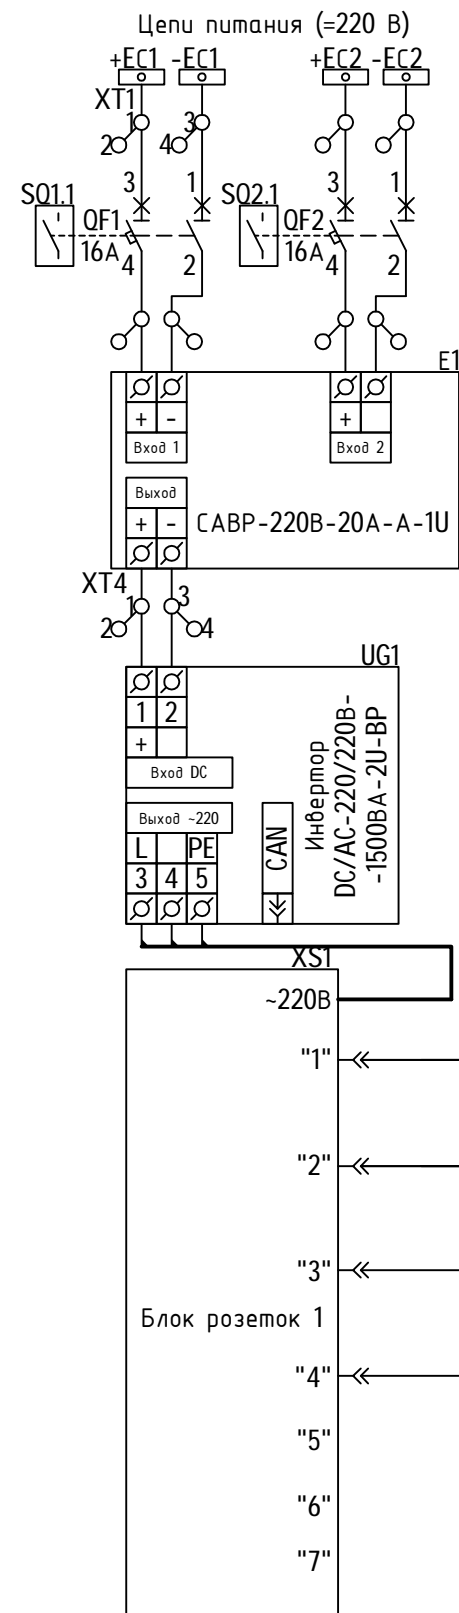 Цепи питания (=220 В)
+EC1 -EC1 +EC2 -EC2
XT1
1 3
2 4
3 1 3 1
SQ1.1 QF1 SQ2.1 QF2
16A 16A
4 2 4 2
E1
+ - +
Вход 1 Вход 2
Выход
+ - САВР-220В-20А-А-1U
XT4
1 3
2 4
UG1
1 2
+
Вход DC
Инвертор
DC/AC-220/220В-
-1500ВА-2U-ВР
Выход ~220
L PE
3 4 5
CAN
XS1
~220В
"1"
"2"
"3"
Блок розеток 1
"4"
"5"
"6"
"7"